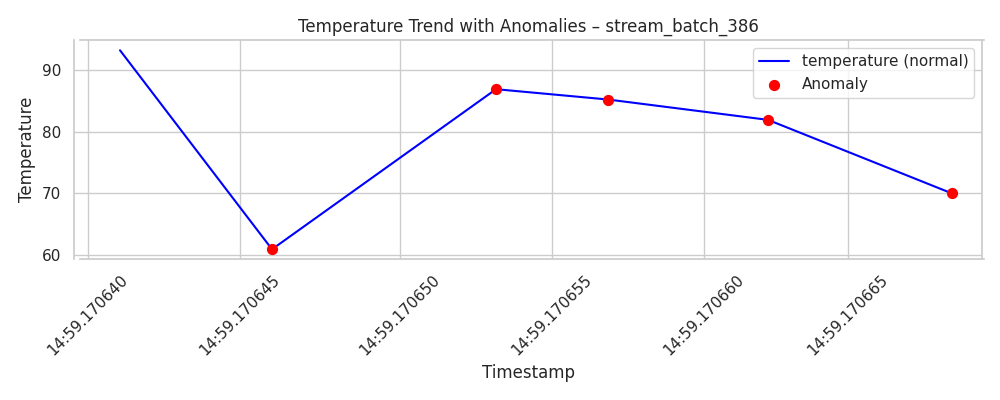 Temperature Trend with Anomalies – stream_batch_386
temperature (normal)
Anomaly
Temperature
90
80
70
60
14:59.170640
14:59.170645
14:59.170650
14:59.170655
14:59.170660
14:59.170665
Timestamp